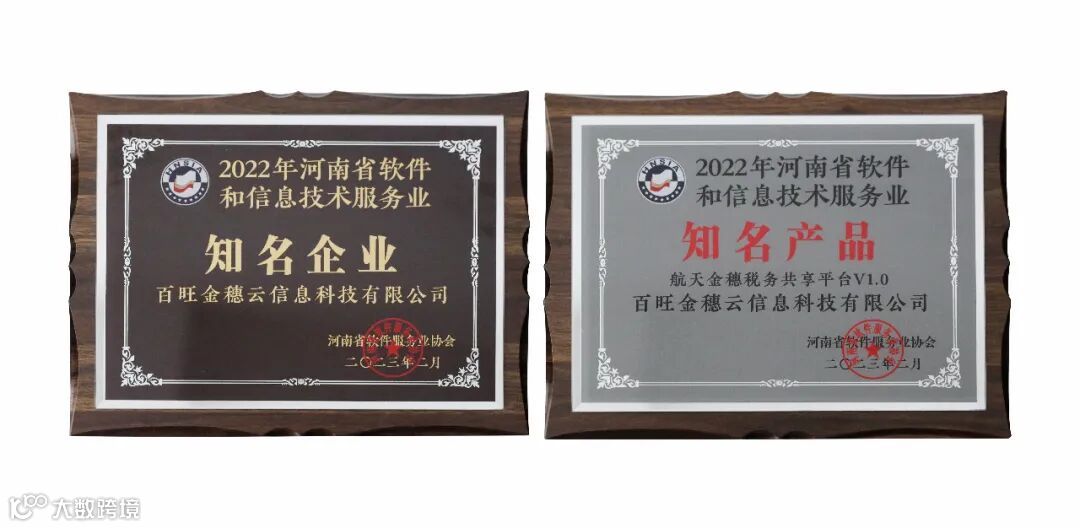 HNSIA
2022年河南省软件
和信息技术服务业
知名企业
百旺金穗云信息科技有限公司
河南省软件服务业协会
二〇二三年二月
HNSIA
2022年河南省软件
和信息技术服务业
知名产品
航天金穗税务共享平台V1.0
百旺金穗云信息科技有限公司
河南省软件服务业协会
二〇二三年二月
大数跨境